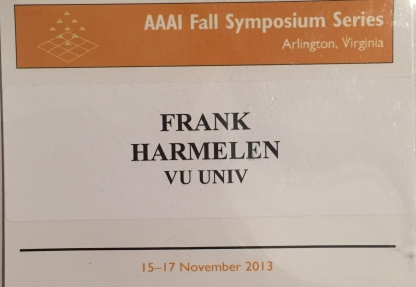 AAAI Fall Symposium Series
Arlington, Virginia
FRANK
HARMELEN
VU UNIV
15–17 November 2013